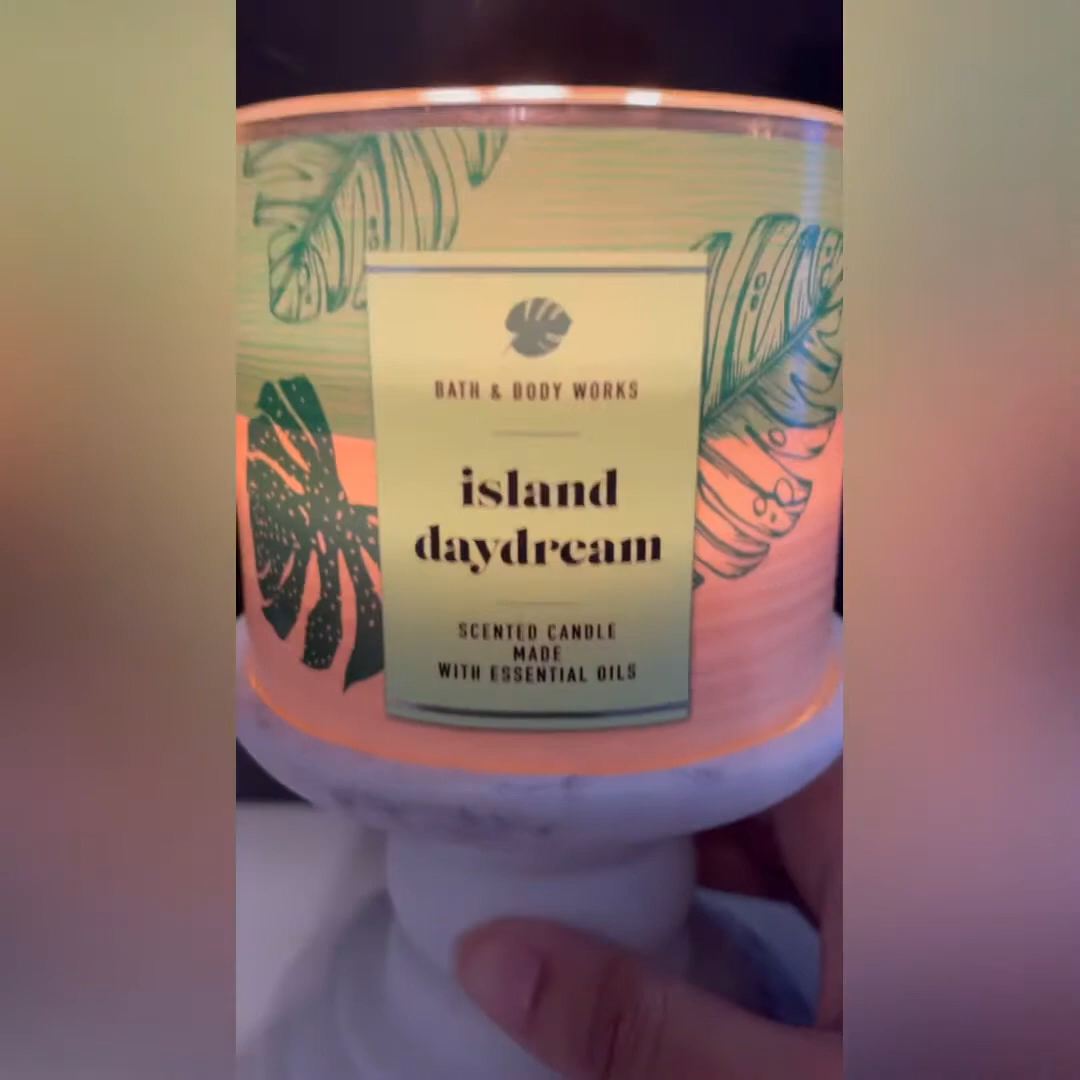 BATH & BODY WORKS
island
daydream
SCENTED CANDLE
MADE
WITH ESSENTIAL OILS